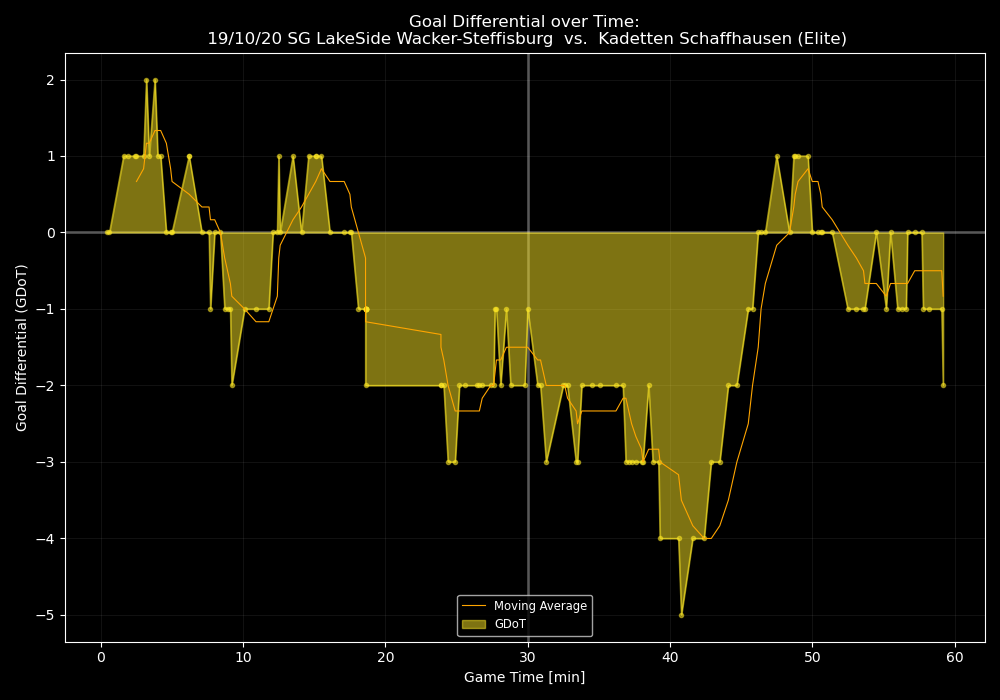 Goal Differential over Time:
19/10/20 SG LakeSide Wacker-Steffisburg  vs.  Kadetten Schaffhausen (Elite)
Goal Differential (GDoT)
2
1
0
−1
−2
−3
−4
−5
Moving Average
GDoT
0 10 20 30 40 50 60
Game Time [min]